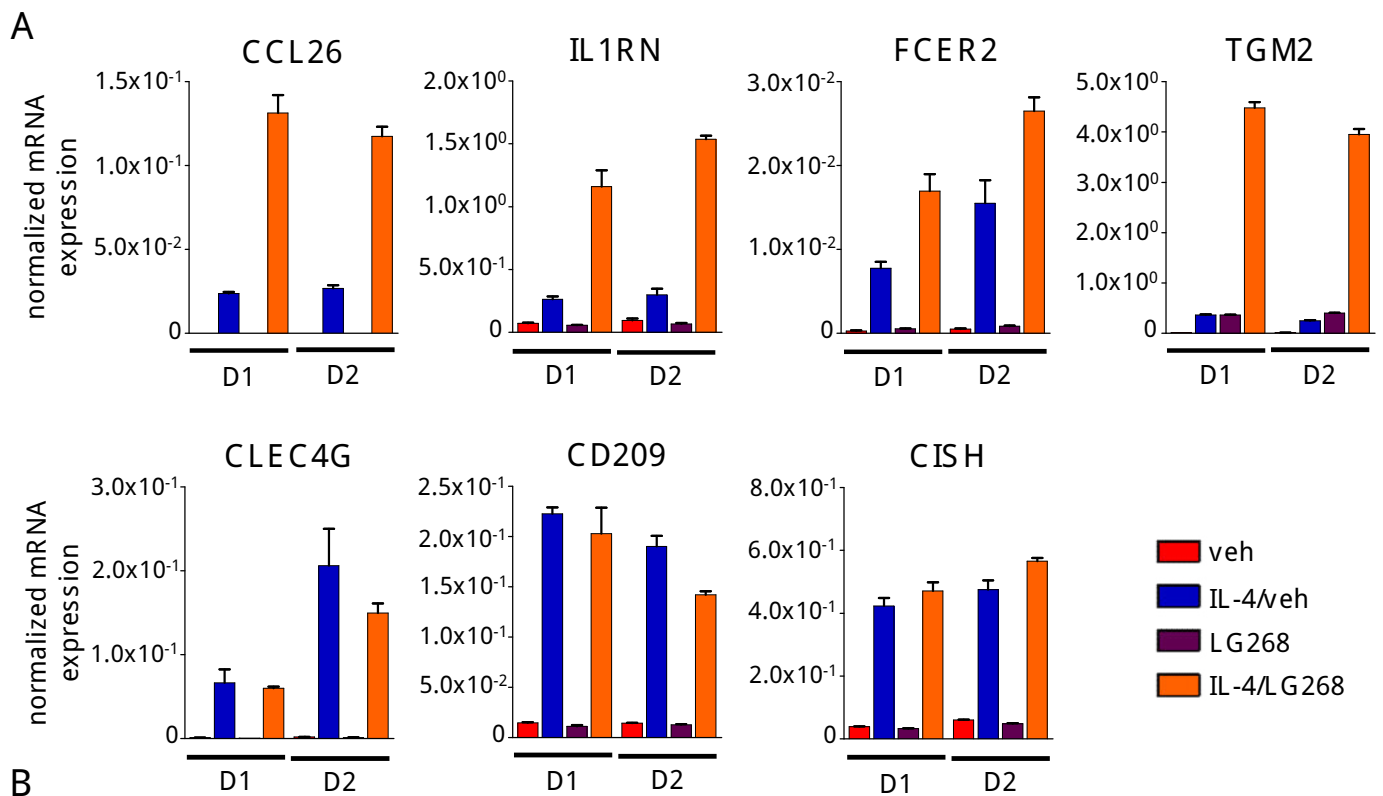 A
CCL26
IL1RN
FCER2
TGM2
normalized mRNA
expression
1.5x10⁻¹
1.0x10⁻¹
5.0x10⁻²
0
D1
D2
2.0x10⁰
1.5x10⁰
1.0x10⁰
5.0x10⁻¹
0
D1
D2
3.0x10⁻²
2.0x10⁻²
1.0x10⁻²
0
D1
D2
5.0x10⁰
4.0x10⁰
3.0x10⁰
2.0x10⁰
1.0x10⁰
0
D1
D2
CLEC4G
CD209
CISH
normalized mRNA
expression
3.0x10⁻¹
2.0x10⁻¹
1.0x10⁻¹
0
D1
D2
2.5x10⁻¹
2.0x10⁻¹
1.5x10⁻¹
1.0x10⁻¹
5.0x10⁻²
0
D1
D2
8.0x10⁻¹
6.0x10⁻¹
4.0x10⁻¹
2.0x10⁻¹
0
D1
D2
veh
IL-4/veh
LG268
IL-4/LG268
B